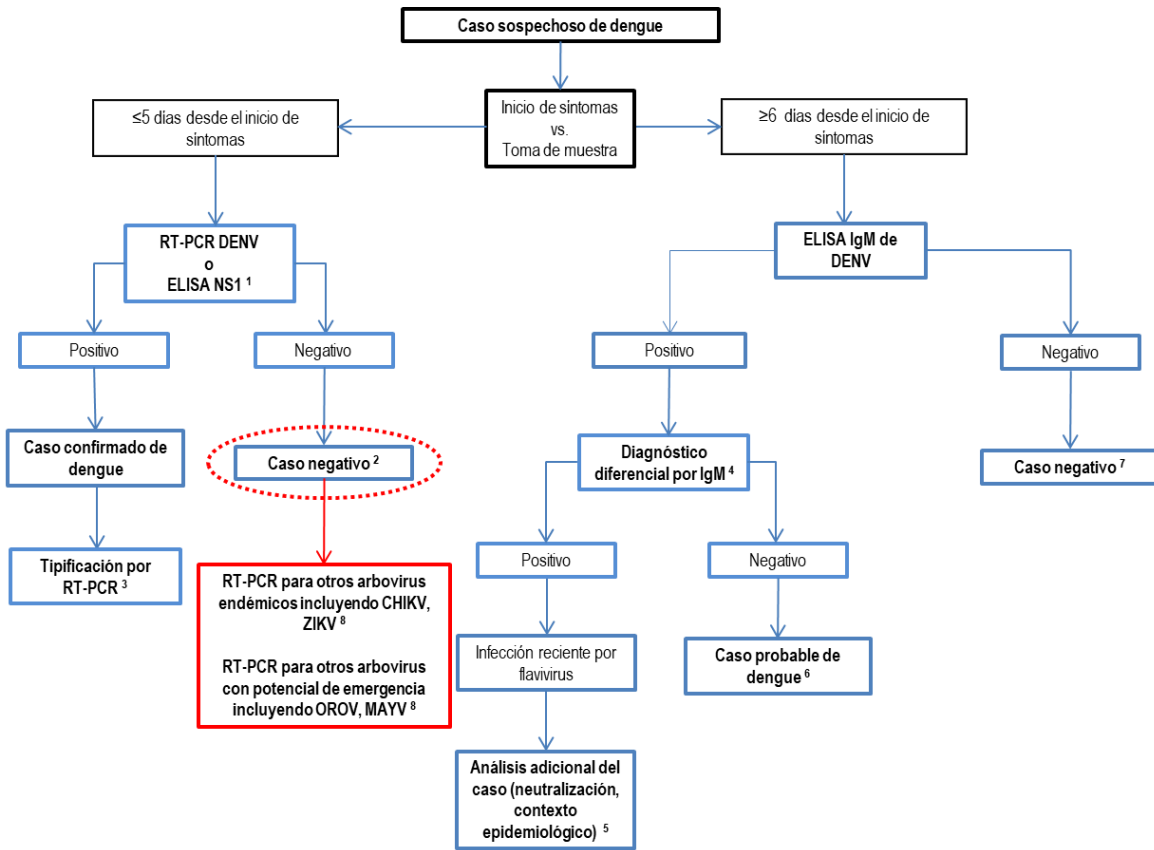 Caso sospechoso de dengue
≤5 dias desde el inicio de
síntomas
Inicio de síntomas
vs.
Toma de muestra
≥6 días desde el inicio de
síntomas
RT-PCR DENV
o
ELISA NS1 1
ELISA IgM de
DENV
Positivo
Negativo
Positivo
Negativo
Caso confirmado de
dengue
Caso negativo 2
Diagnóstico
diferencial por IgM 4
Caso negativo 7
Tipificación por
RT-PCR 3
RT-PCR para otros arbovirus
endémicos incluyendo CHIKV,
ZIKV 8
RT-PCR para otros arbovirus
con potencial de emergencia
incluyendo OROV, MAYV 8
Positivo
Negativo
Infección reciente por
flavivirus
Caso probable de
dengue 6
Análisis adicional del
caso (neutralización,
contexto
epidemiológico) 5